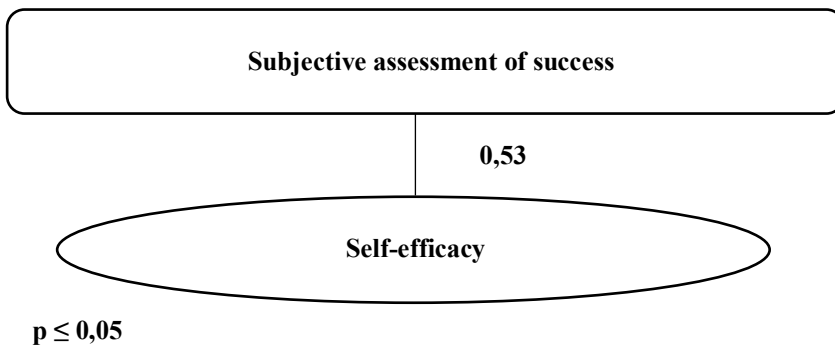 Subjective assessment of success
0,53
Self-efficacy
p ≤ 0,05